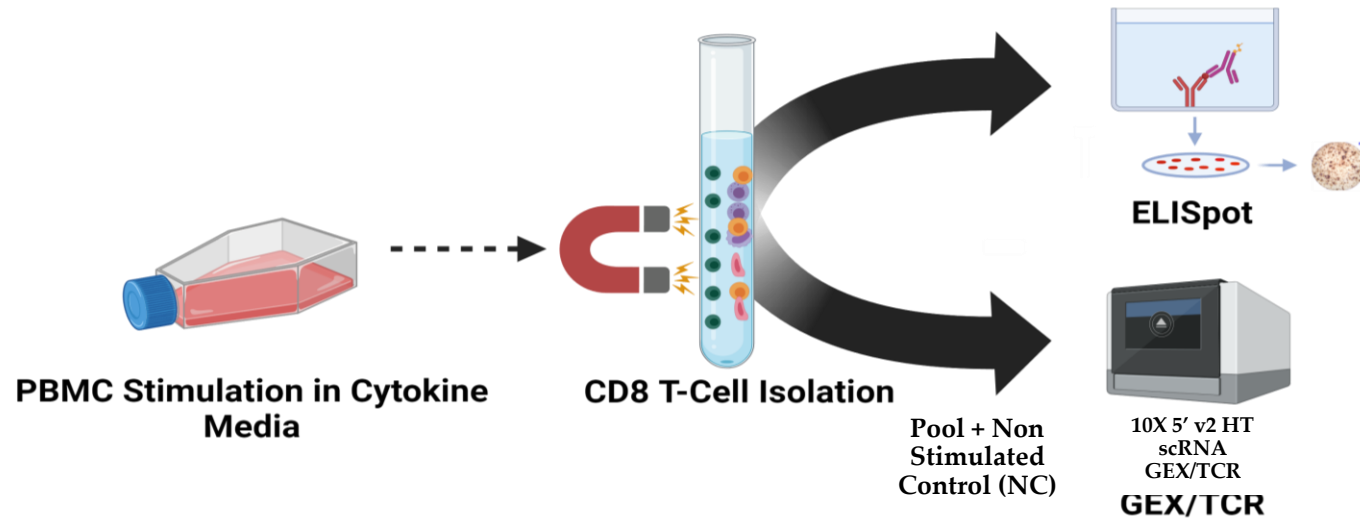 ELISpot
PBMC Stimulation in Cytokine
Media
CD8 T-Cell Isolation
Pool + Non
Stimulated
Control (NC)
10X 5′ v2 HT
scRNA
GEX/TCR
GEX/TCR